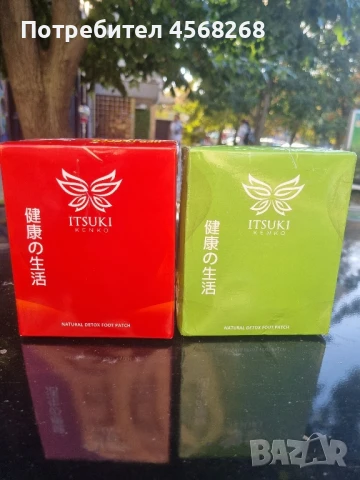 Потребител 4568268
ITSUKI
KENKO
健康の生活
NATURAL DETOX FOOT PATCH
ITSUKI
KENKO
健康の生活
NATURAL DETOX FOOT PATCH
BAZAR